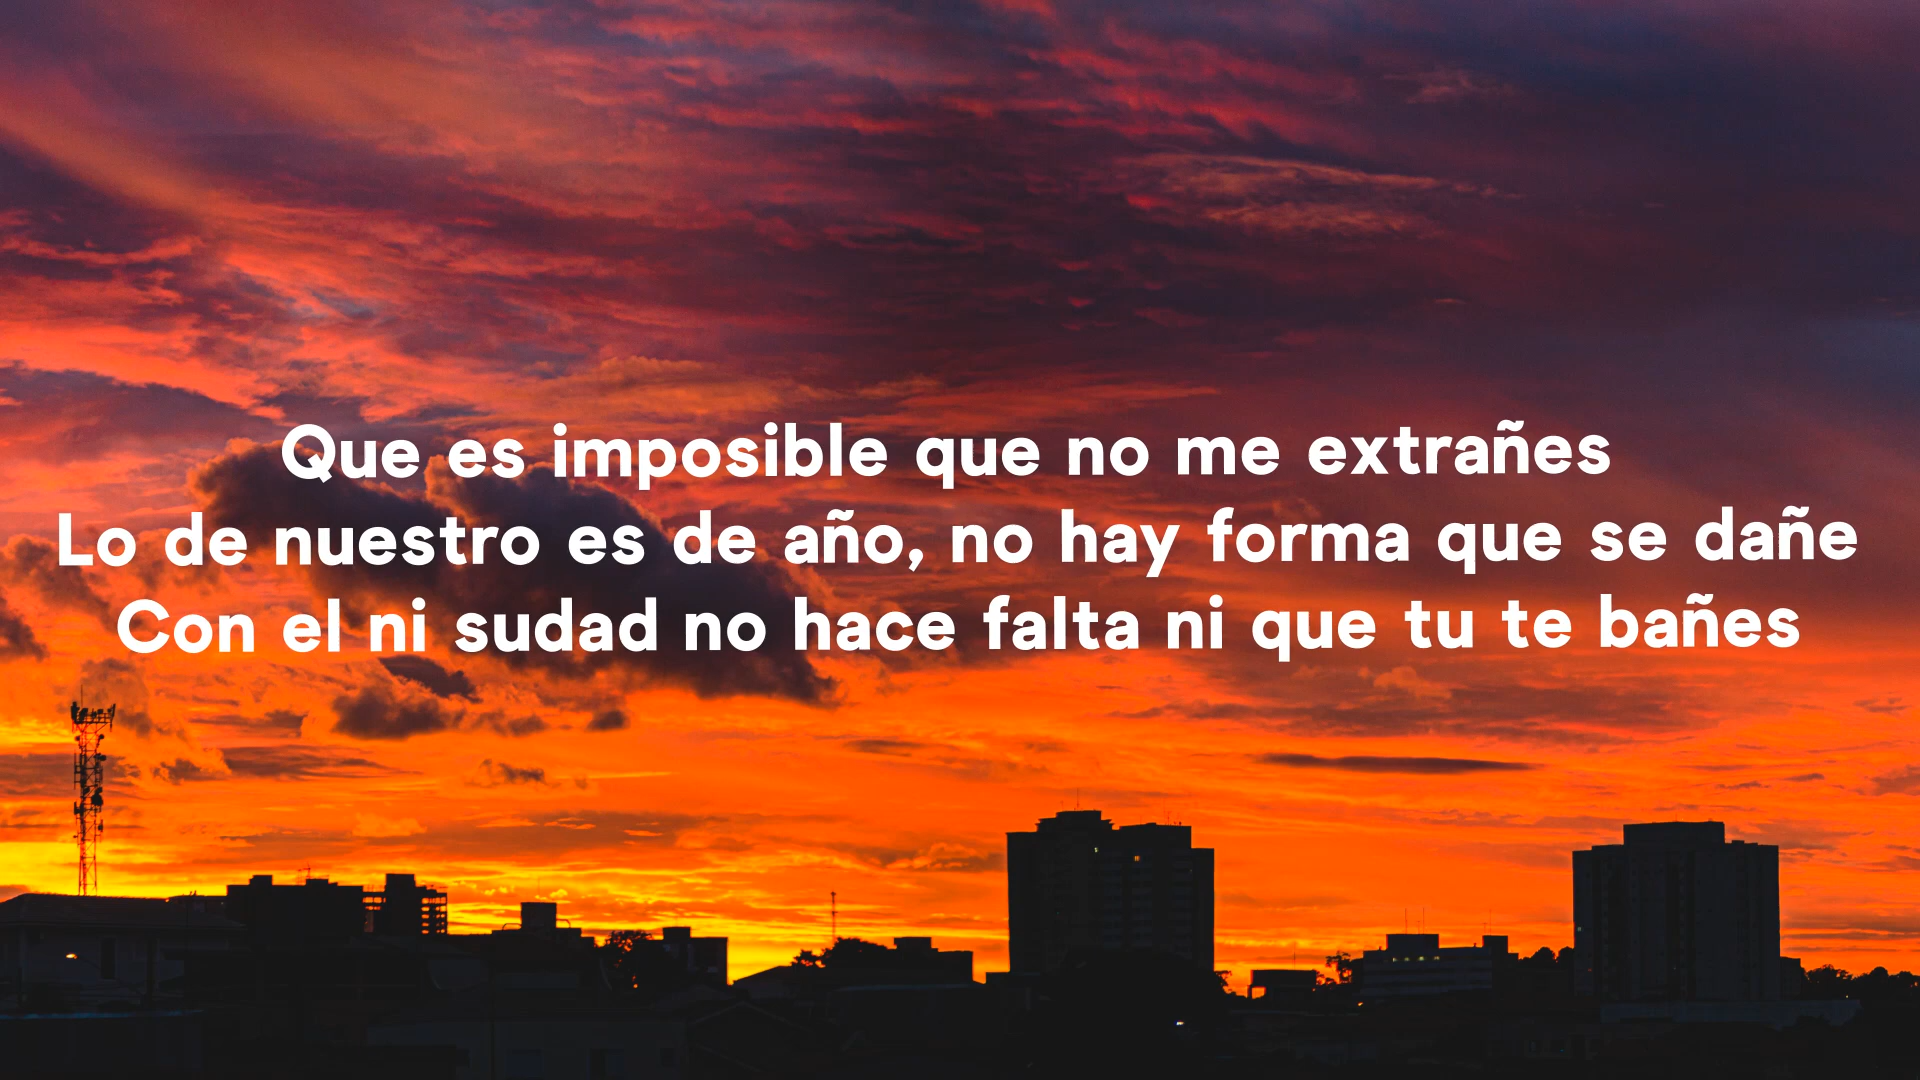 Que es imposible que no me extrañes
Lo de nuestro es de año, no hay forma que se dañe
Con el ni sudad no hace falta ni que tu te bañes